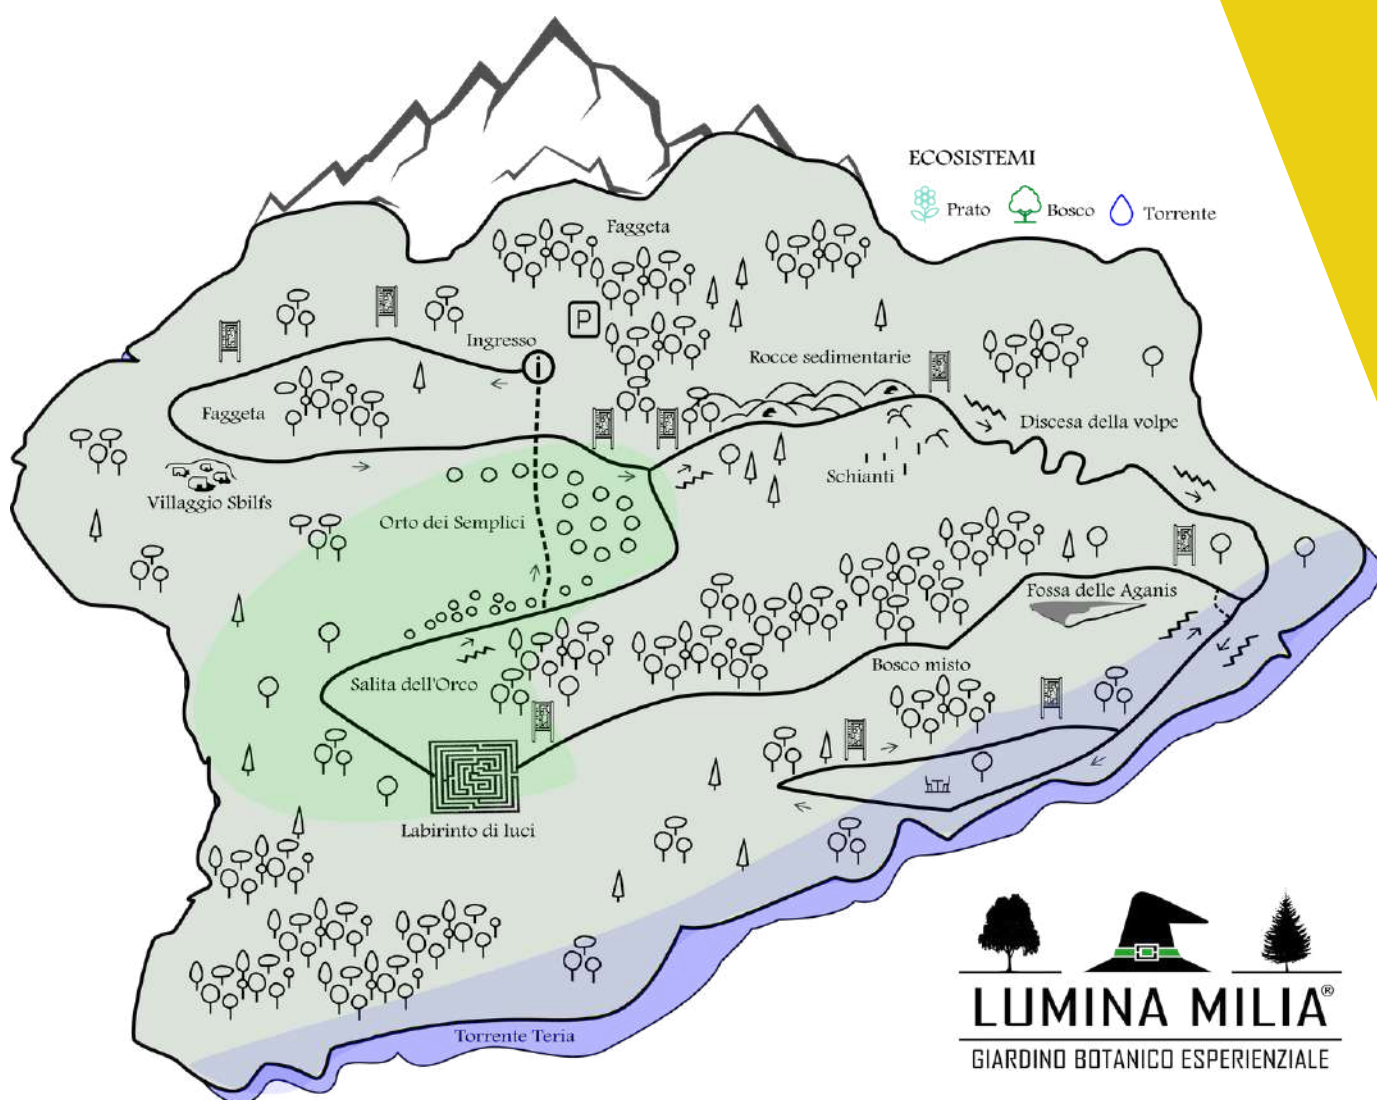 ECOSISTEMI
Prato
Bosco
Torrente
Faggeta
P
Ingresso
i
Rocce sedimentarie
Faggeta
Discesa della volpe
Schianti
Villaggio Sbilfs
Orto dei Semplici
Fossa delle Aganis
Bosco misto
Salita dell'Orco
Labirinto di luci
Torrente Teria
LUMINA MILIA®
GIARDINO BOTANICO ESPERIENZIALE